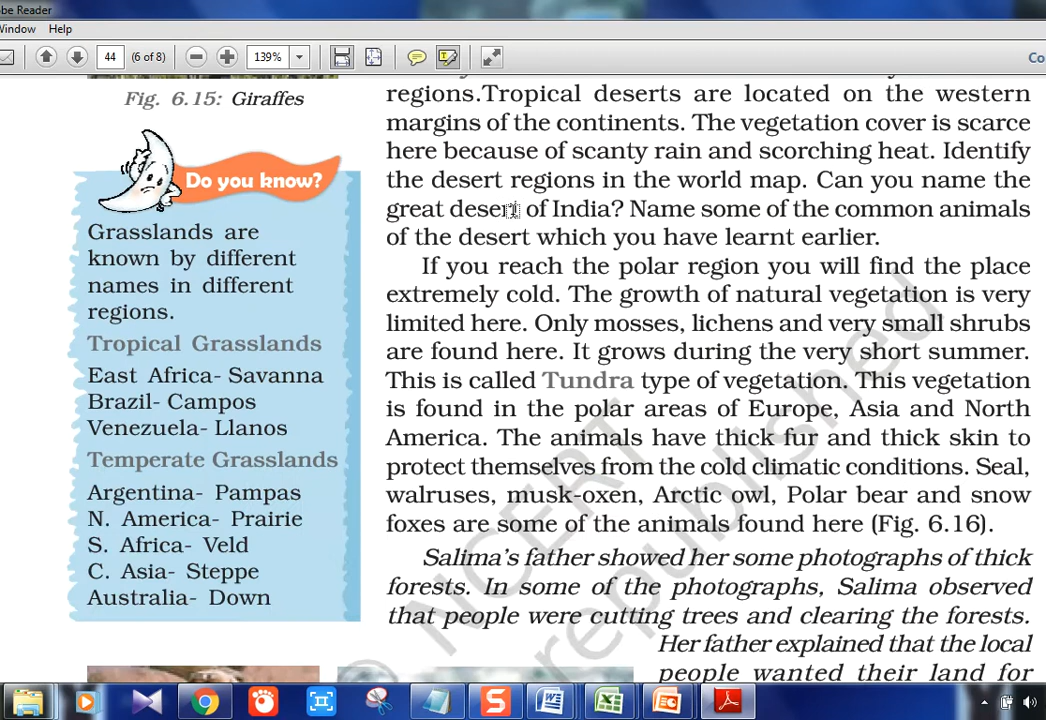 obe Reader
Window Help
44 (6 of 8) 139% Co
Fig. 6.15: Giraffes
Do you know?
Grasslands are
known by different
names in different
regions.
Tropical Grasslands
East Africa- Savanna
Brazil- Campos
Venezuela- Llanos
Temperate Grasslands
Argentina- Pampas
N. America- Prairie
S. Africa- Veld
C. Asia- Steppe
Australia- Down
regions.Tropical deserts are located on the western
margins of the continents. The vegetation cover is scarce
here because of scanty rain and scorching heat. Identify
the desert regions in the world map. Can you name the
great desert of India? Name some of the common animals
of the desert which you have learnt earlier.
If you reach the polar region you will find the place
extremely cold. The growth of natural vegetation is very
limited here. Only mosses, lichens and very small shrubs
are found here. It grows during the very short summer.
This is called Tundra type of vegetation. This vegetation
is found in the polar areas of Europe, Asia and North
America. The animals have thick fur and thick skin to
protect themselves from the cold climatic conditions. Seal,
walruses, musk-oxen, Arctic owl, Polar bear and snow
foxes are some of the animals found here (Fig. 6.16).
Salima's father showed her some photographs of thick
forests. In some of the photographs, Salima observed
that people were cutting trees and clearing the forests.
Her father explained that the local
people wanted their land for
© NCERT
republished